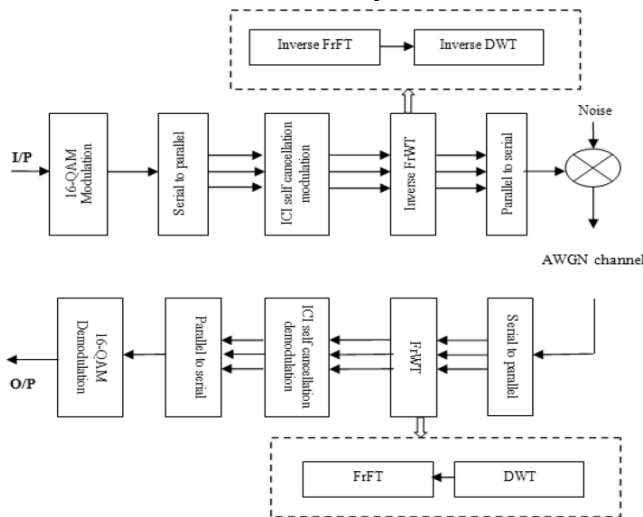 Inverse FrFT
Inverse DWT
I/P
16-QAM
Modulation
Serial to parallel
ICI self cancellation
modulation
Inverse FrWT
Parallel to serial
Noise
AWGN channel
O/P
16-QAM
Demodulation
Parallel to serial
ICI self cancellation
demodulation
FrWT
Serial to parallel
FrFT
DWT